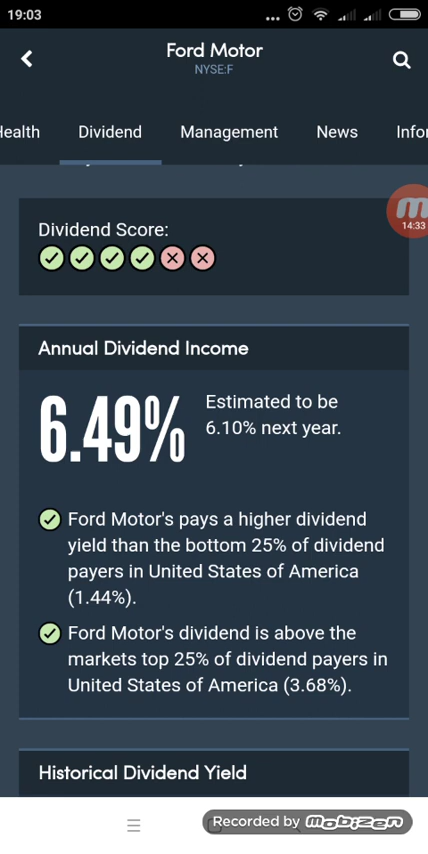 19:03
Ford Motor
NYSE:F
Health Dividend Management News Infor
Dividend Score:
14:33
Annual Dividend Income
6.49%
Estimated to be
6.10% next year.
Ford Motor's pays a higher dividend
yield than the bottom 25% of dividend
payers in United States of America
(1.44%).
Ford Motor's dividend is above the
markets top 25% of dividend payers in
United States of America (3.68%).
Historical Dividend Yield
Recorded by mobizen